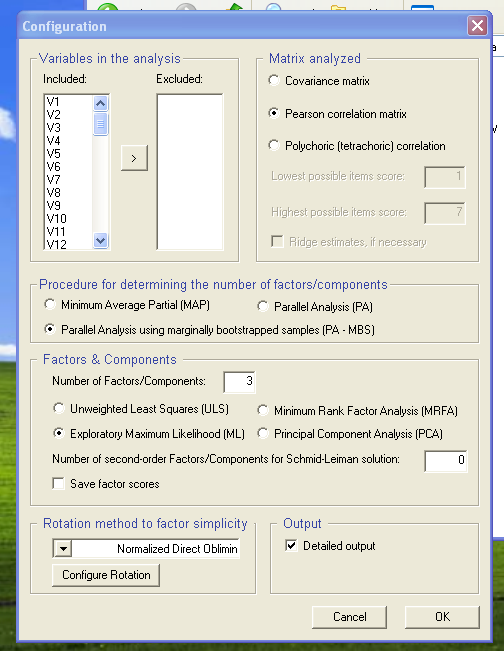 Configuration
Variables in the analysis
Included:
Excluded:
V1
V2
V3
V4
V5
V6
V7
V8
V9
V10
V11
V12
>
Matrix analyzed
Covariance matrix
Pearson correlation matrix
Polychoric (tetrachoric) correlation
Lowest possible items score: 1
Highest possible items score: 7
Ridge estimates, if necessary
Procedure for determining the number of factors/components
Minimum Average Partial (MAP)
Parallel Analysis (PA)
Parallel Analysis using marginally bootstrapped samples (PA - MBS)
Factors & Components
Number of Factors/Components: 3
Unweighted Least Squares (ULS)
Minimum Rank Factor Analysis (MRFA)
Exploratory Maximum Likelihood (ML)
Principal Component Analysis (PCA)
Number of second-order Factors/Components for Schmid-Leiman solution: 0
Save factor scores
Rotation method to factor simplicity
Normalized Direct Oblimin
Configure Rotation
Output
Detailed output
Cancel
OK